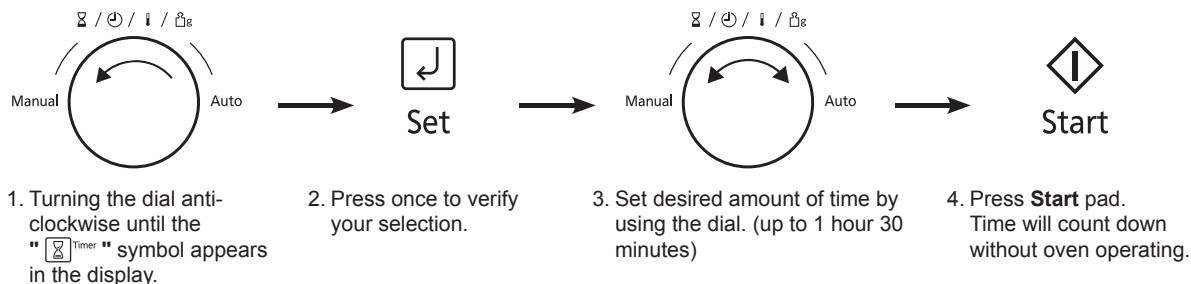 / / / g
Manual
Auto
Set
/ / / g
Manual
Auto
Start
1. Turning the dial anti-
clockwise until the
" Timer " symbol appears
in the display.
2. Press once to verify
your selection.
3. Set desired amount of time by
using the dial. (up to 1 hour 30
minutes)
4. Press Start pad.
Time will count down
without oven operating.